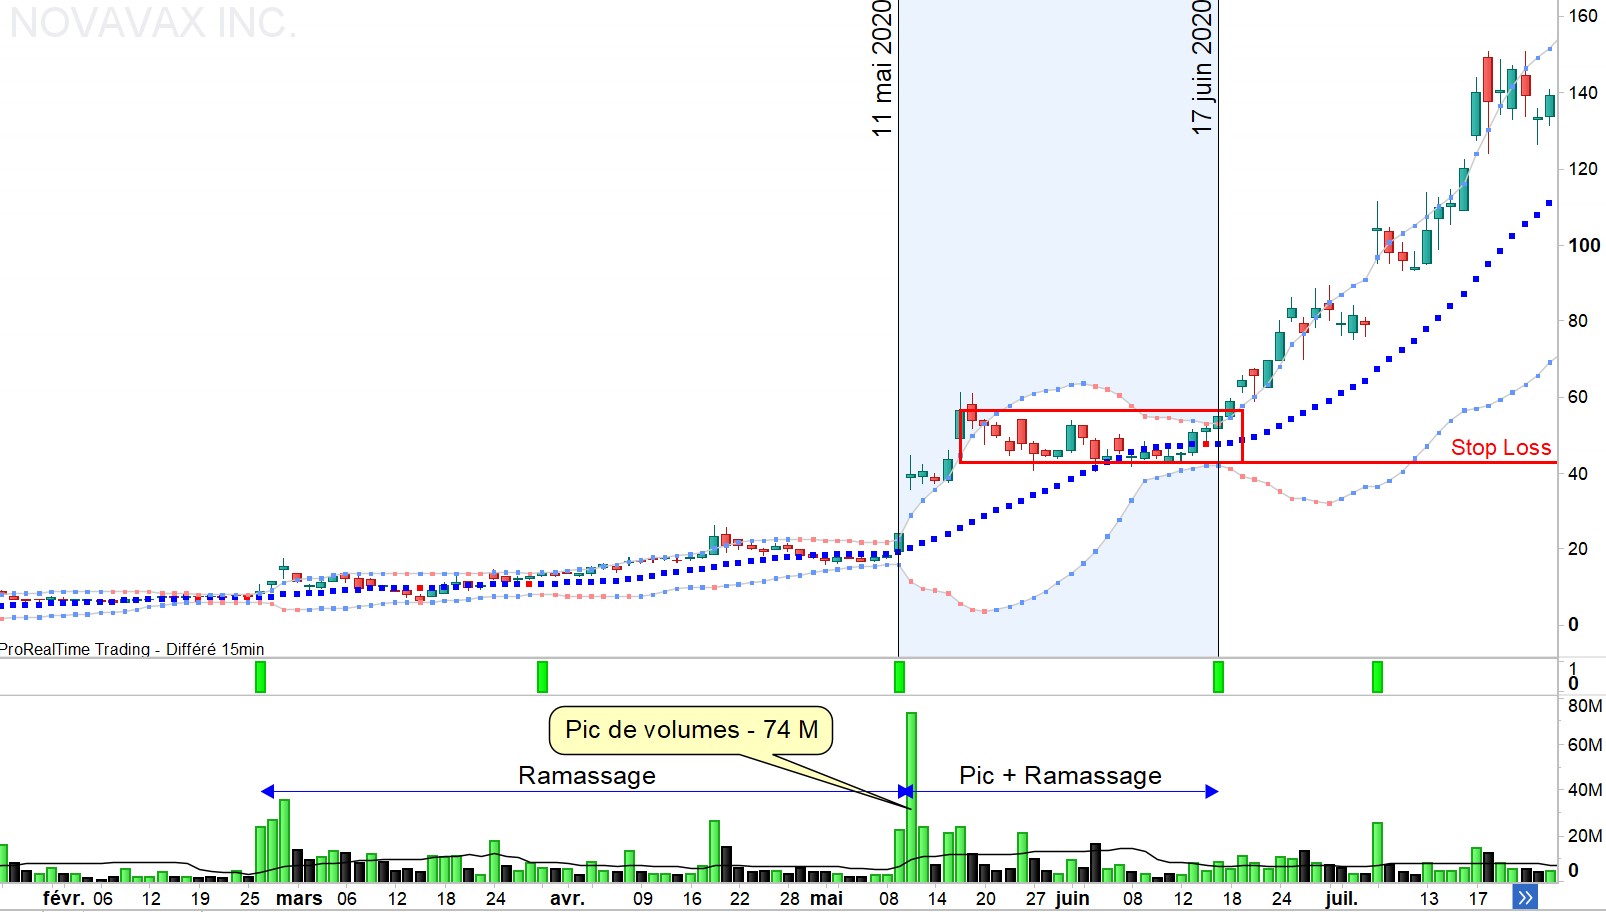 NOVAVAX INC.
11 mai 2020
17 juin 2020
160
140
120
100
80
60
40
20
0
Stop Loss
ProRealTime Trading - Différé 15min
1
0
Pic de volumes - 74 M
Ramassage
Pic + Ramassage
80M
60M
40M
20M
0
févr. 06 12 19 25 mars 06 12 18 24 avr. 09 16 22 28 mai 08 14 20 27 juin 08 12 18 24 juil. 13 17